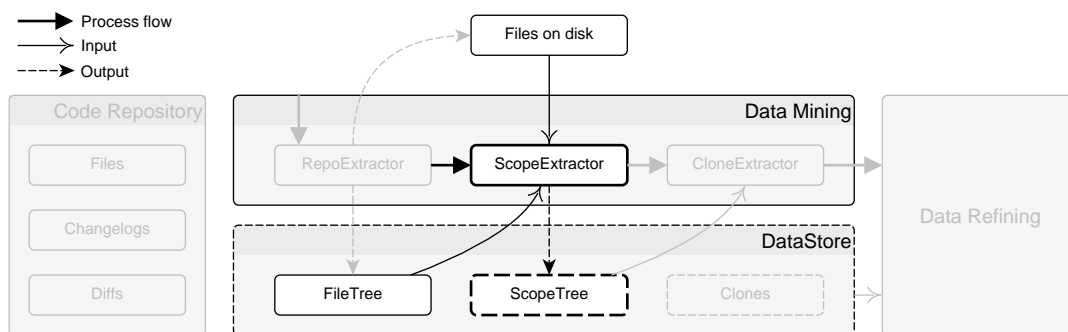 Process flow
Input
Output
Files on disk
Code Repository
Files
Changelogs
Diffs
Data Mining
RepoExtractor
ScopeExtractor
CloneExtractor
DataStore
FileTree
ScopeTree
Clones
Data Refining